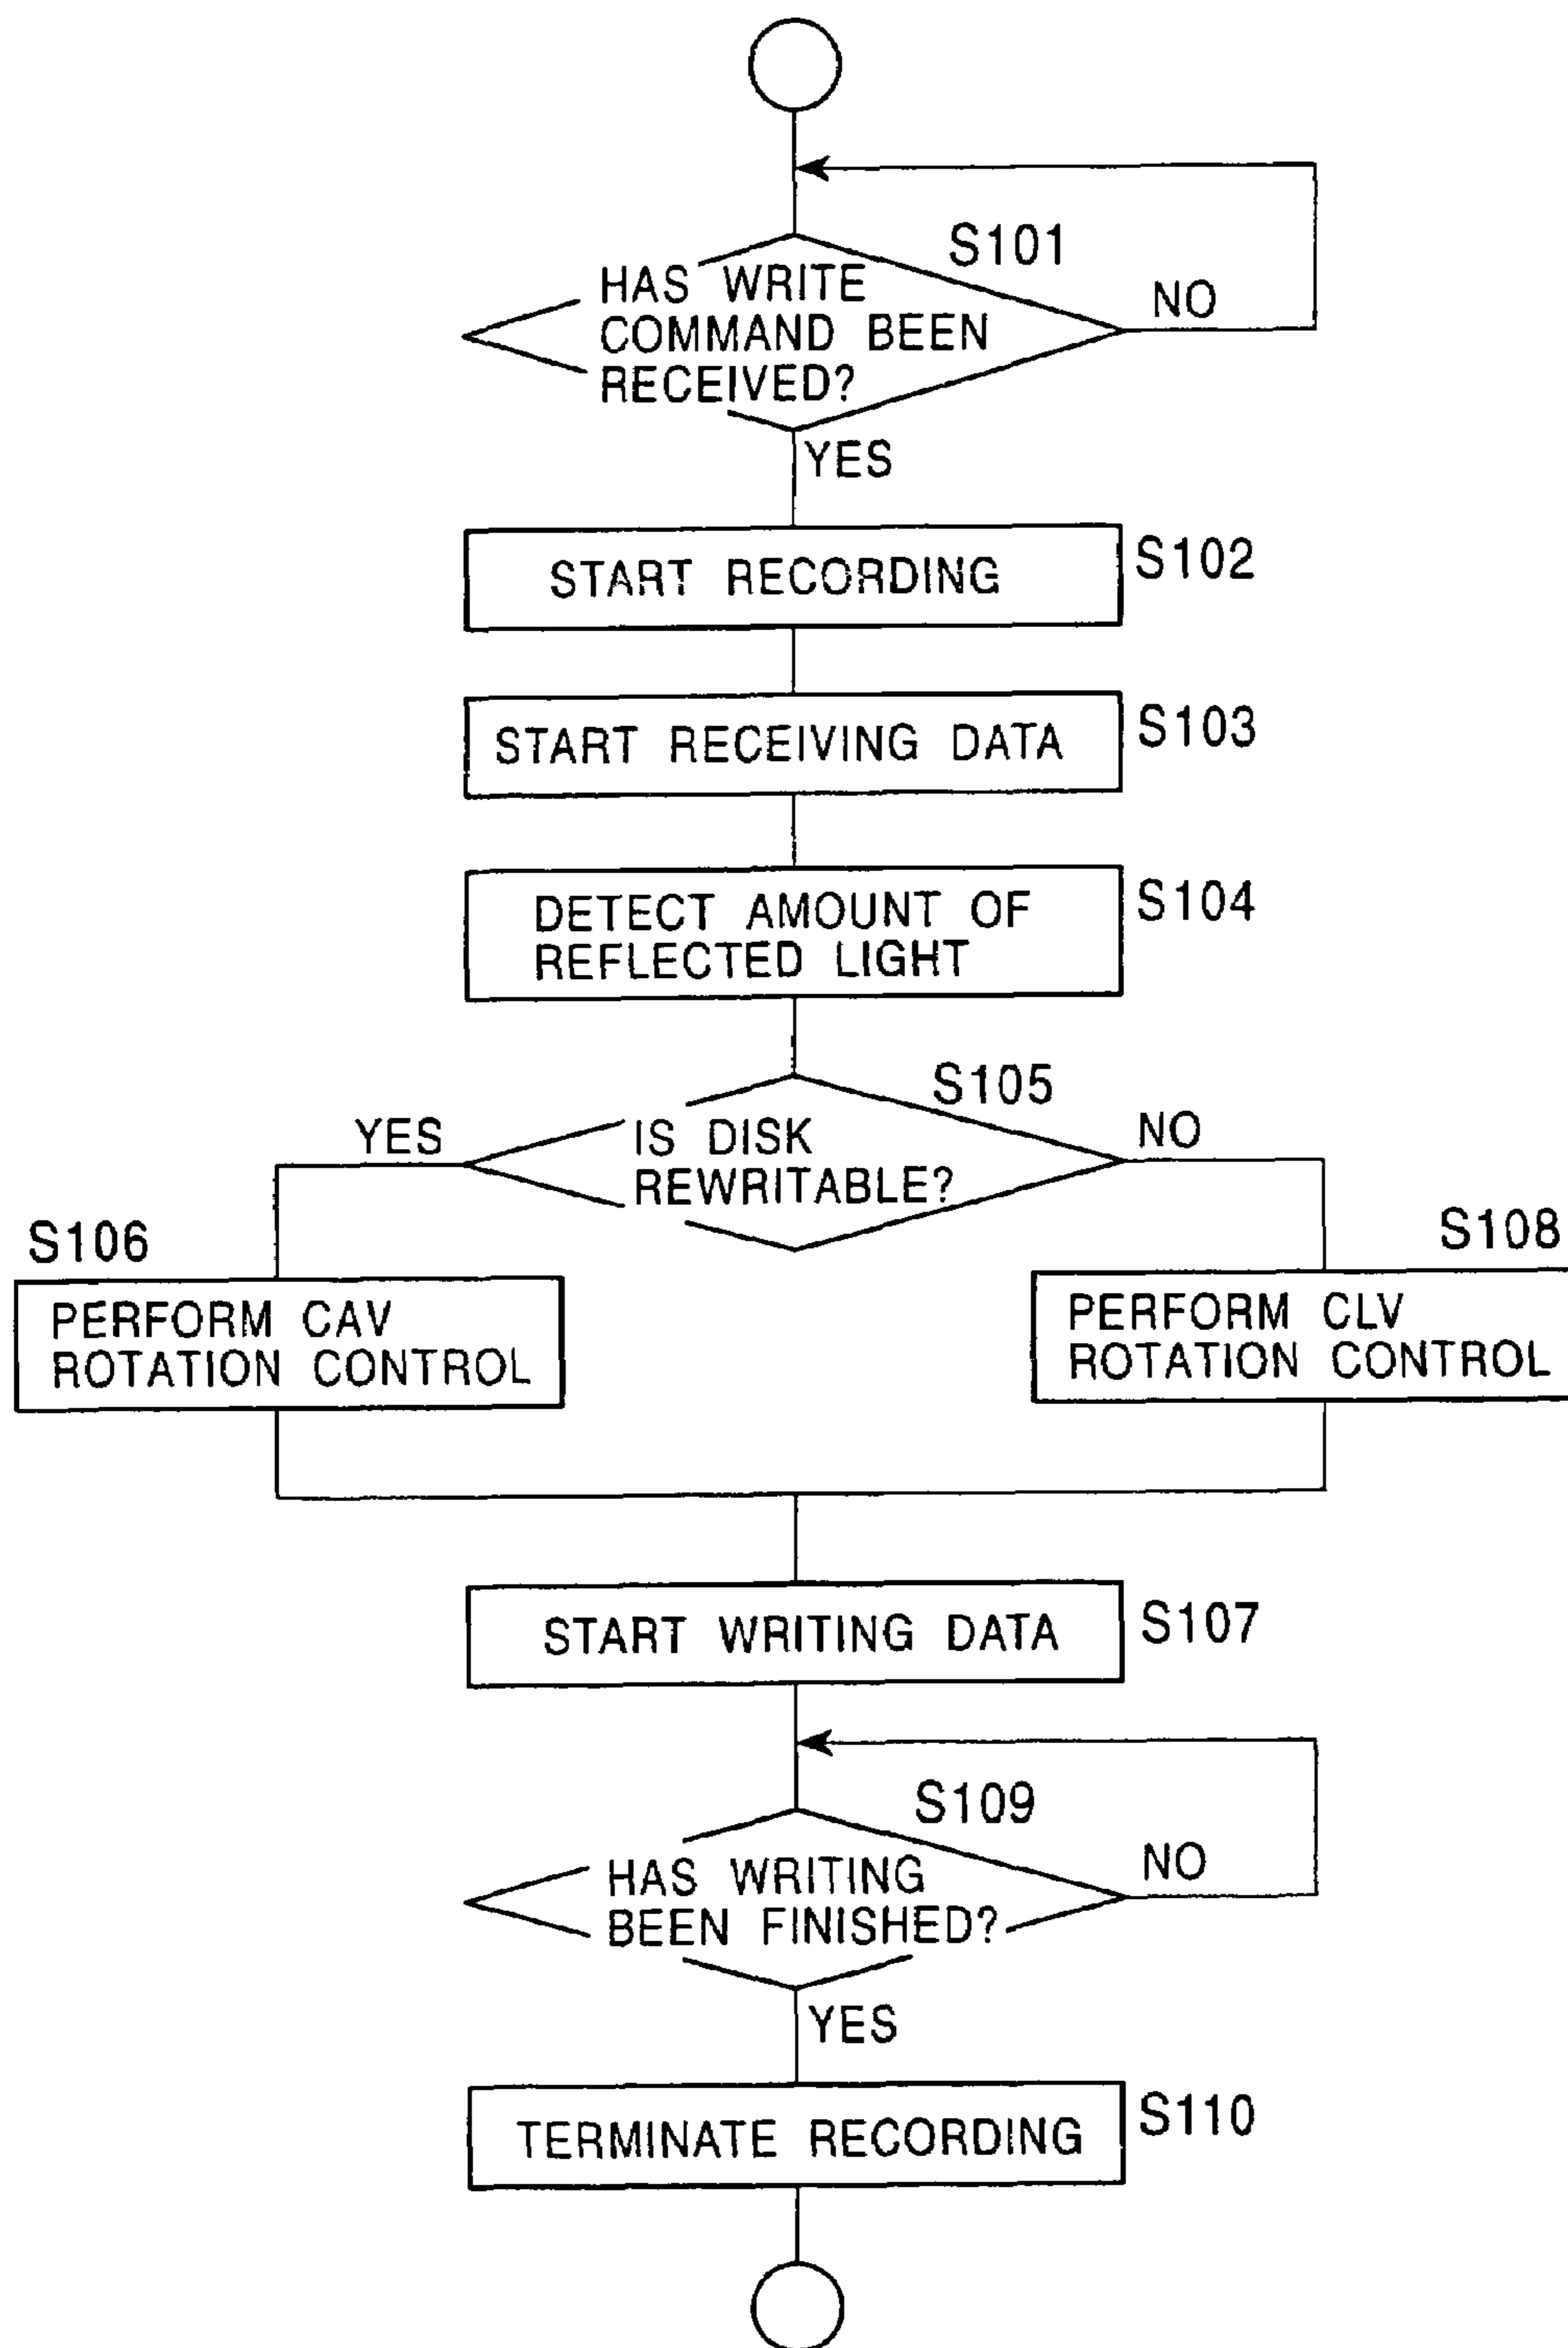 S101
HAS WRITE
COMMAND BEEN
RECEIVED?
NO
YES
START RECORDING
S102
START RECEIVING DATA
S103
DETECT AMOUNT OF
REFLECTED LIGHT
S104
S105
YES
IS DISK
REWRITABLE?
NO
S106
PERFORM CAV
ROTATION CONTROL
S108
PERFORM CLV
ROTATION CONTROL
START WRITING DATA
S107
S109
HAS WRITING
BEEN FINISHED?
NO
YES
TERMINATE RECORDING
S110